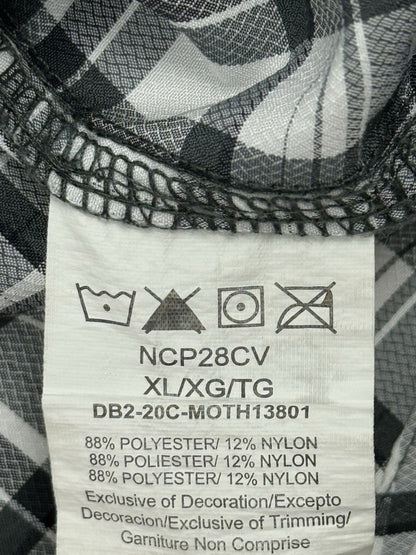 NCP28CV
XL/XG/TG
DB2-20C-MOTH13801
88% POLYESTER/ 12% NYLON
88% POLIESTER/ 12% NYLON
88% POLYESTER/ 12% NYLON
Exclusive of Decoration/Excepto
Decoracion/Exclusive of Trimming/
Garniture Non Comprise